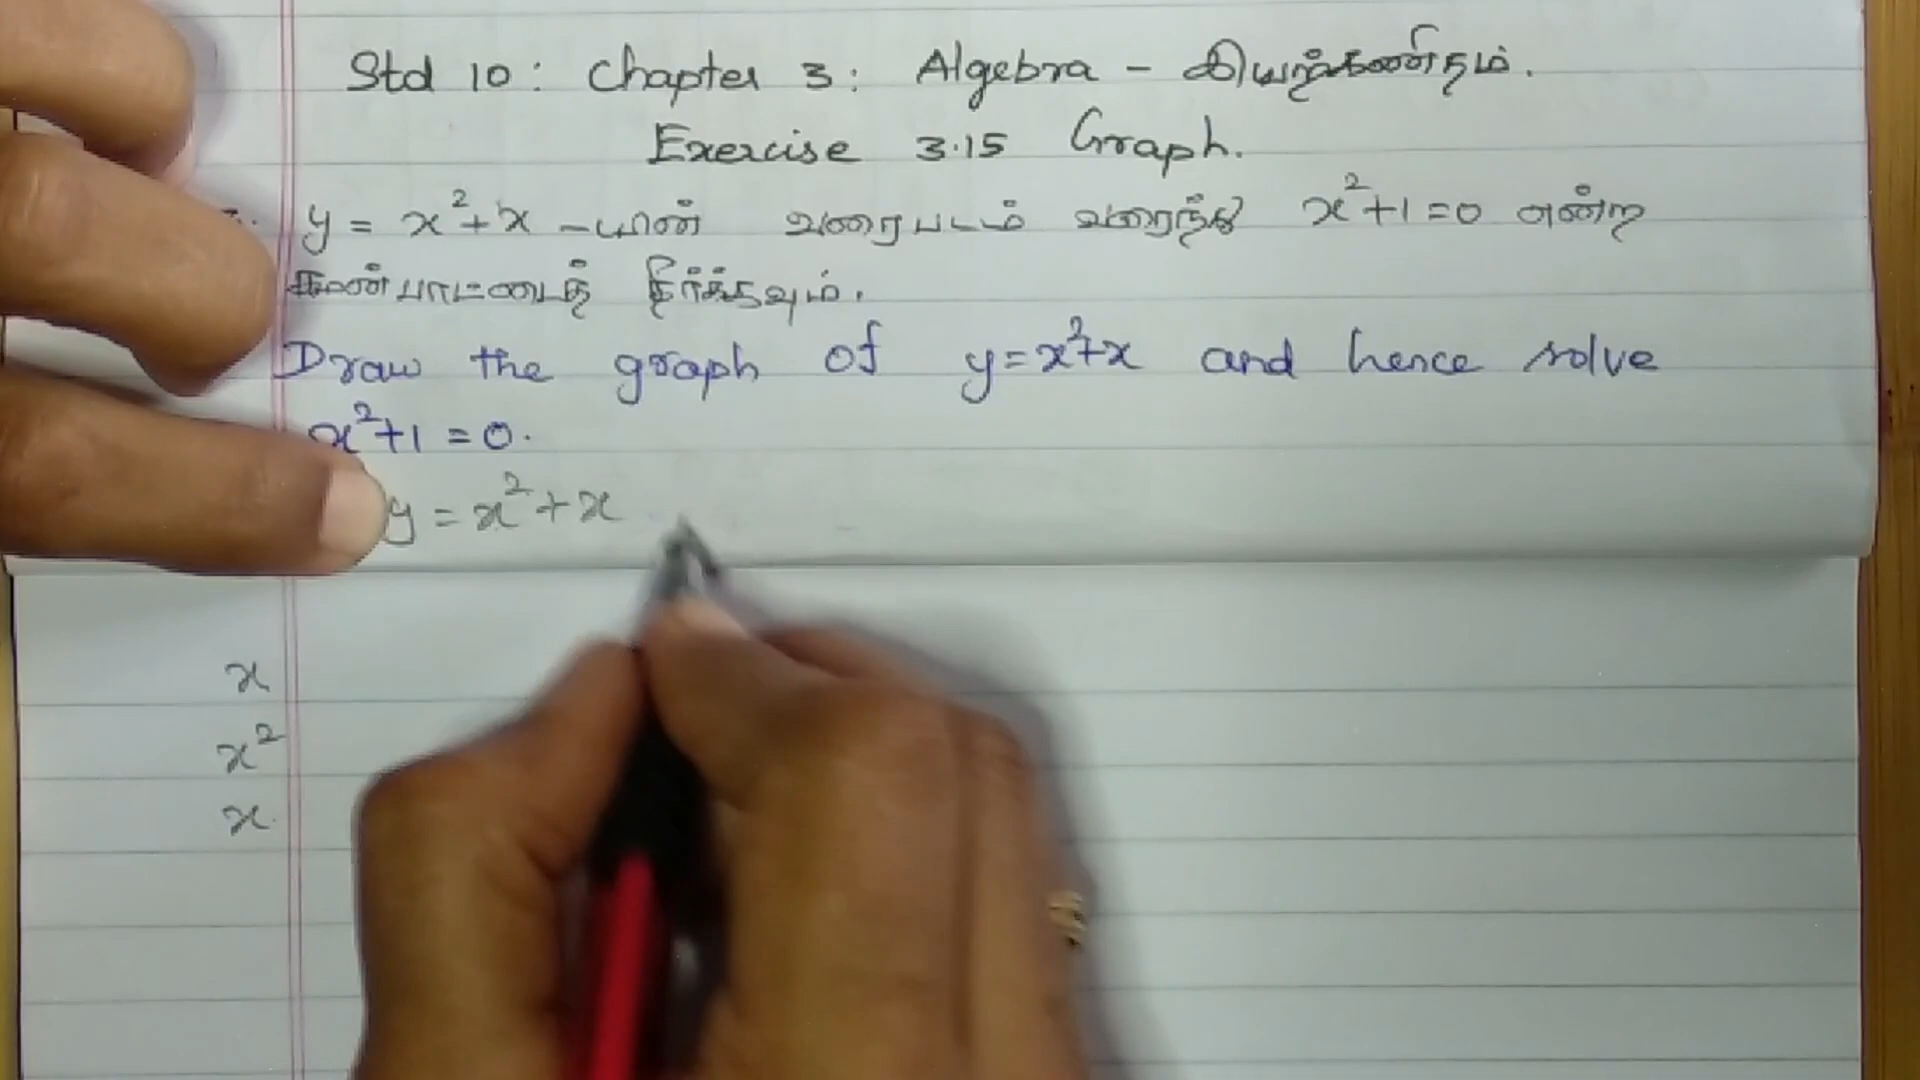 Std 10 : Chapter 3 : Algebra - இயற்கணிதம்.
Exercise 3.15 Graph.
y = x²+x -யின் வரைபடம் வரைந்து x²+1=0 என்ற
சமன்பாட்டைத் தீர்க்கவும்.
Draw the graph of y=x²+x and hence solve
x²+1 =0.
y = x²+x
x
x²
x